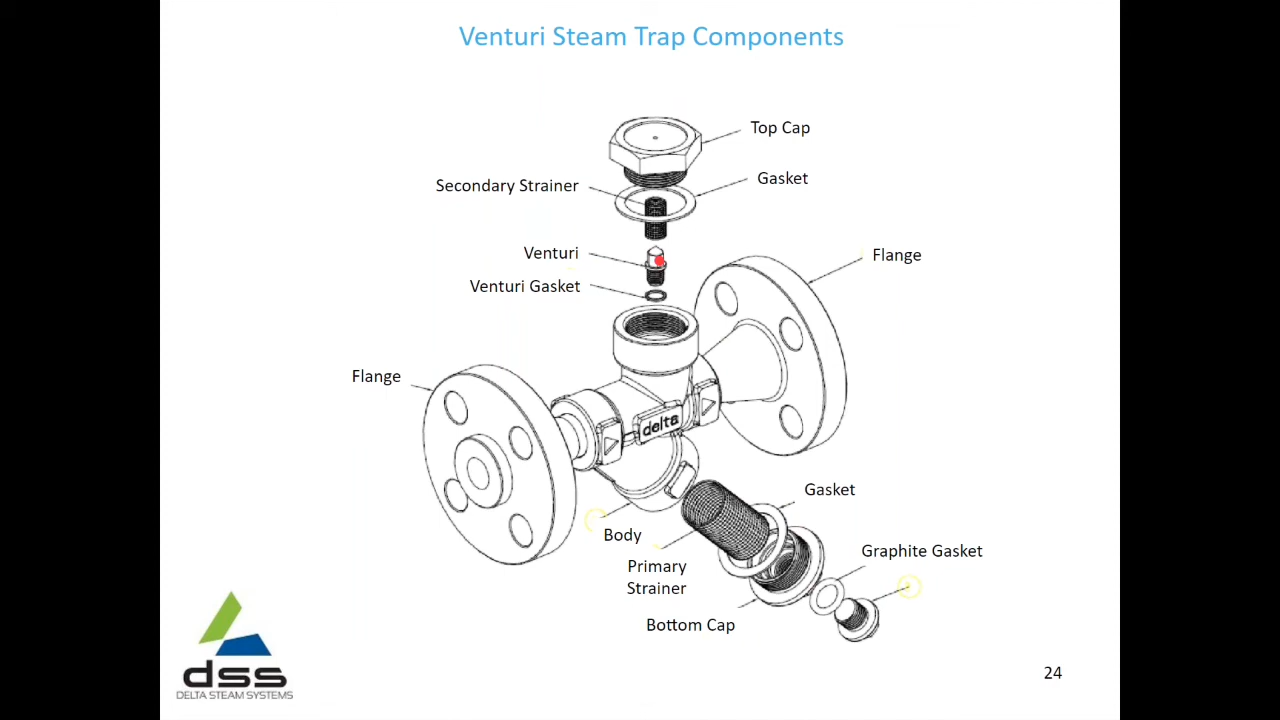 Venturi Steam Trap Components
Top Cap
Gasket
Secondary Strainer
Venturi
Flange
Venturi Gasket
Flange
delta
Gasket
Body
Graphite Gasket
Primary
Strainer
Bottom Cap
dss
DELTA STEAM SYSTEMS
24